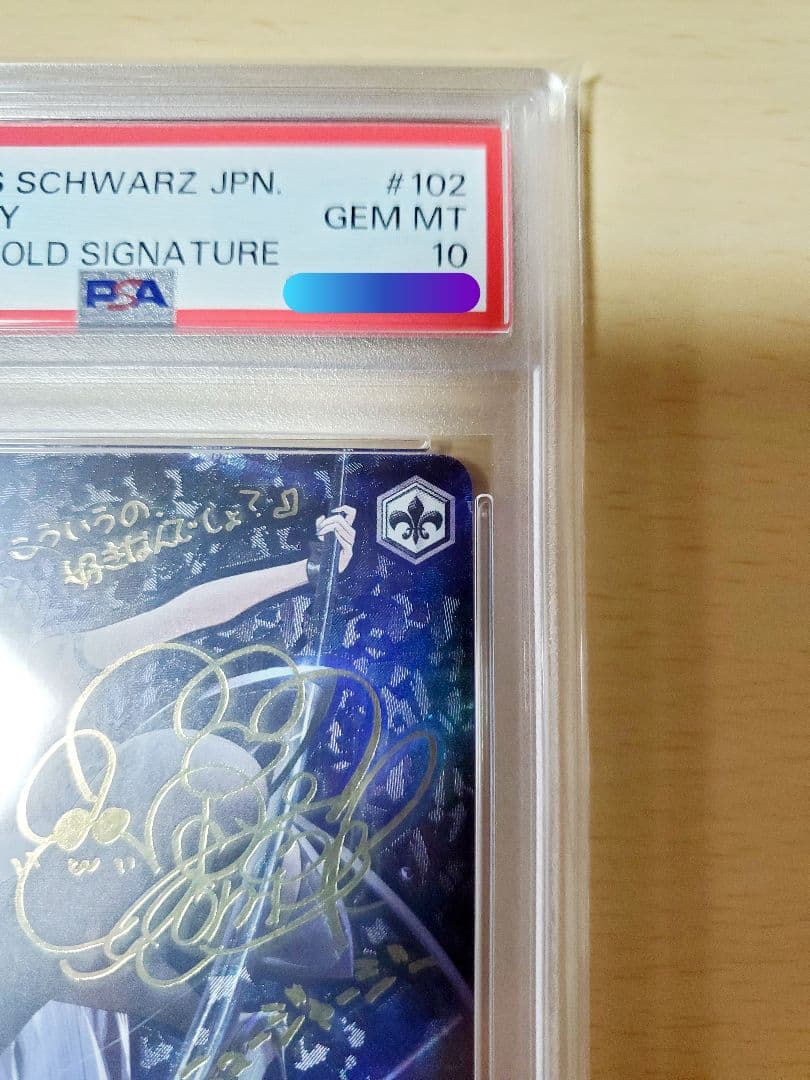 S SCHWARZ JPN. #102
Y GEM MT
OLD SIGNATURE 10
PSA
こういうの、
好きなんでしょ?♪